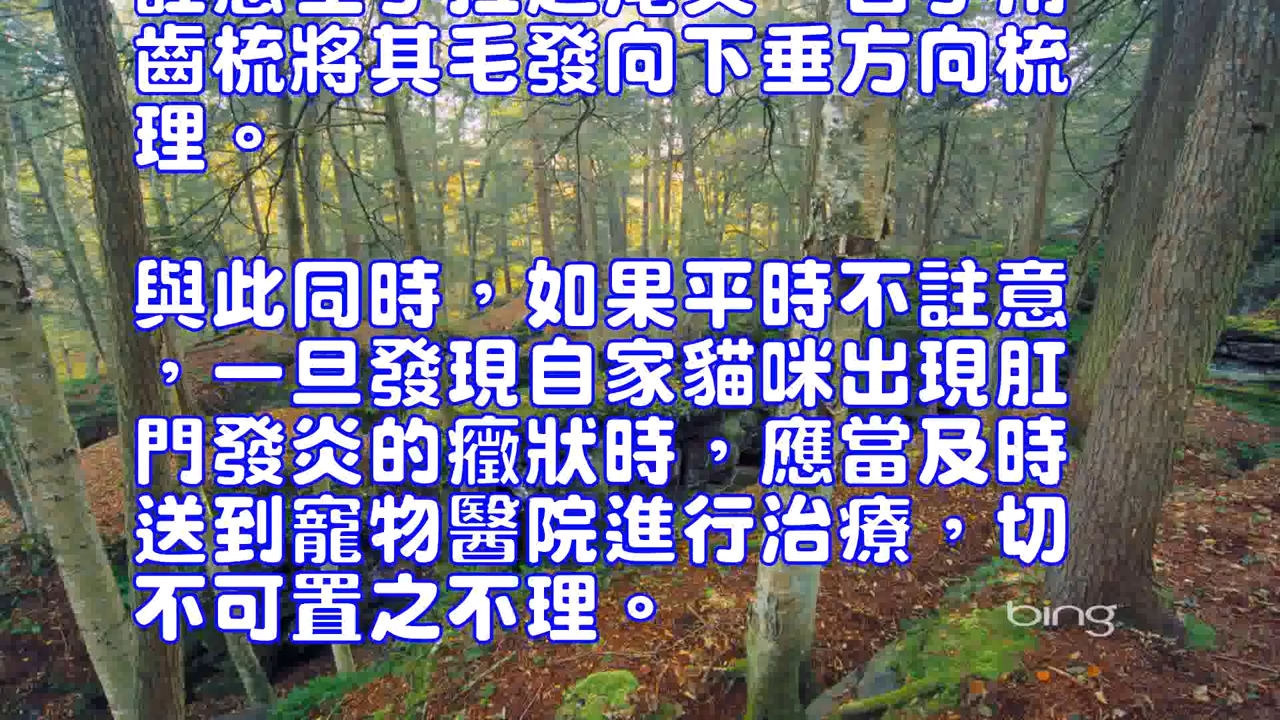 齒梳將其毛發向下垂方向梳
理。
與此同時，如果平時不註意
，一旦發現自家貓咪出現肛
門發炎的癥狀時，應當及時
送到寵物醫院進行治療，切
不可置之不理。
bing